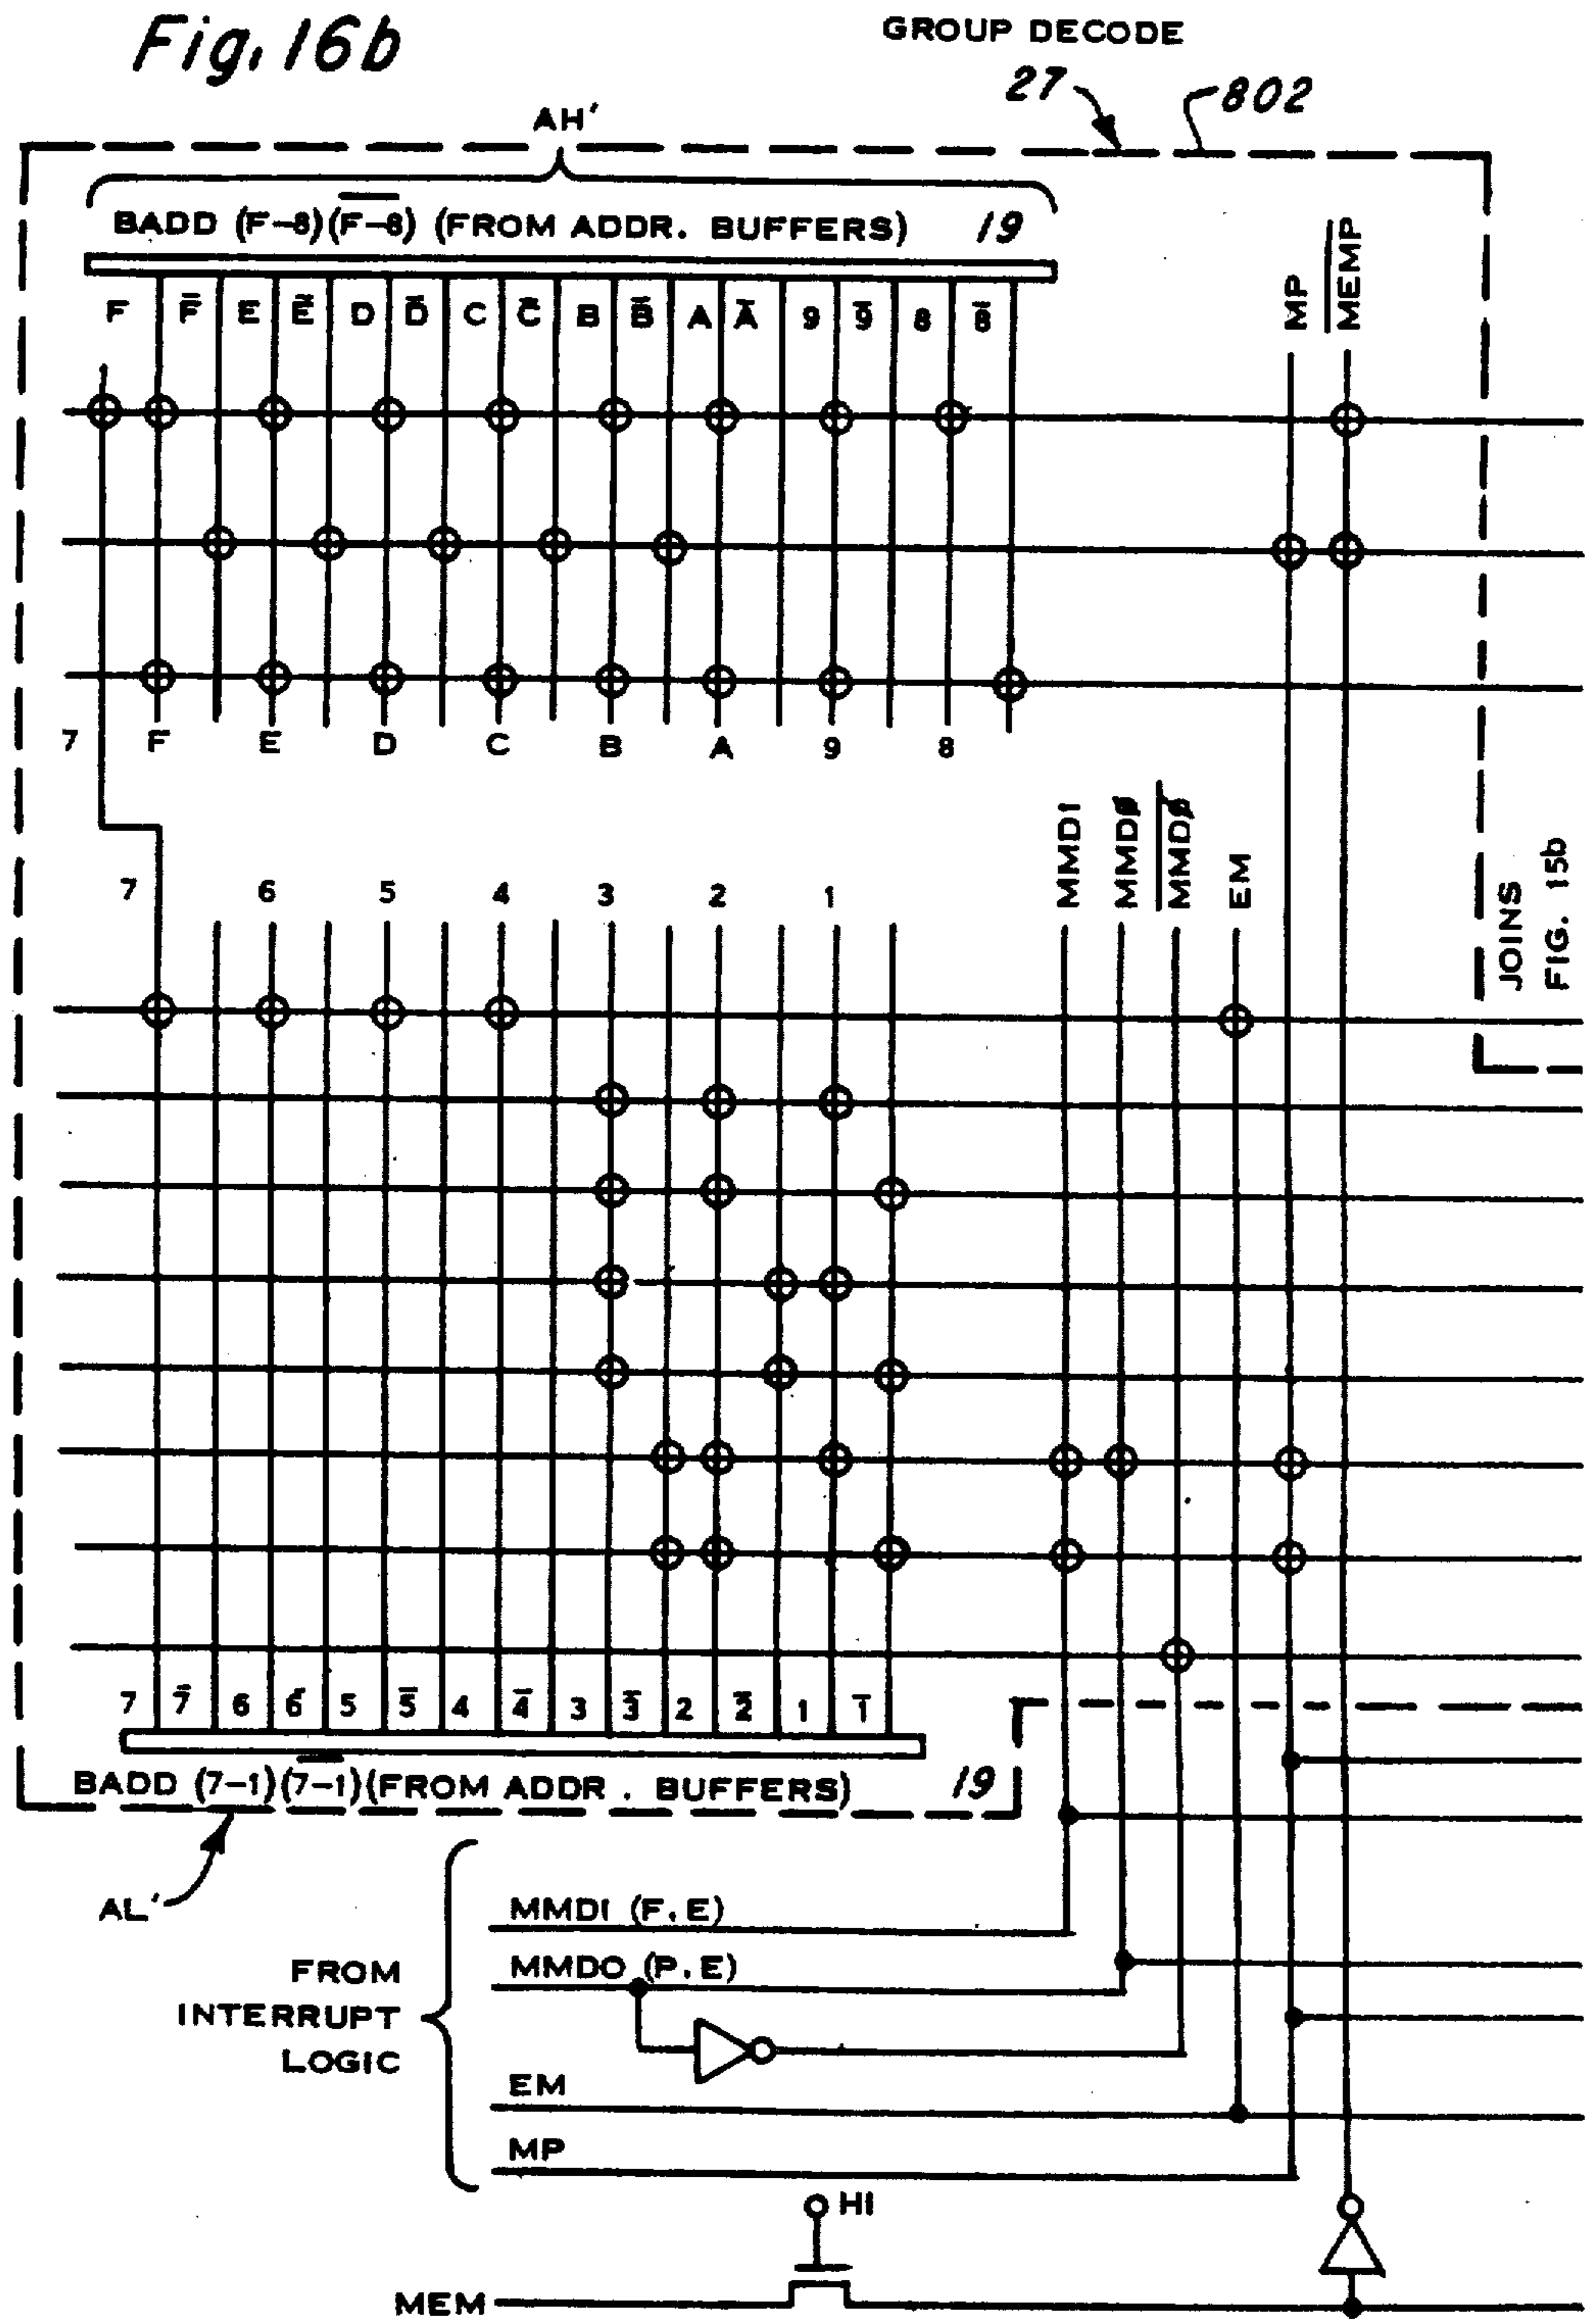 Fig. 16b
GROUP DECODE
27
802
AH'
BADD (F-8)(F̅-̅8̅) (FROM ADDR. BUFFERS) 19
F F̅ E E̅ D D̅ C C̅ B B̅ A A̅ 9 9̅ 8 8̅
MP
M̅E̅M̅P̅
7 F E D C B A 9 8
MMD1
MMDØ
M̅M̅D̅Ø̅
EM
7 6 5 4 3 2 1
JOINS
FIG. 15b
7 7̅ 6 6̅ 5 5̅ 4 4̅ 3 3̅ 2 2̅ 1 1̅
BADD (7-1)(7̅-̅1̅)(FROM ADDR. BUFFERS) 19
AL'
MMDI (F.E)
MMDO (P.E)
FROM
INTERRUPT
LOGIC
EM
MP
HI
MEM